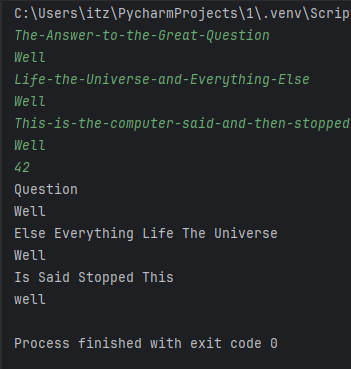 C:\Users\itz\PycharmProjects\1\.venv\Scrip
The-Answer-to-the-Great-Question
Well
Life-the-Universe-and-Everything-Else
Well
This-is-the-computer-said-and-then-stopped
Well
42
Question
Well
Else Everything Life The Universe
Well
Is Said Stopped This
well
Process finished with exit code 0